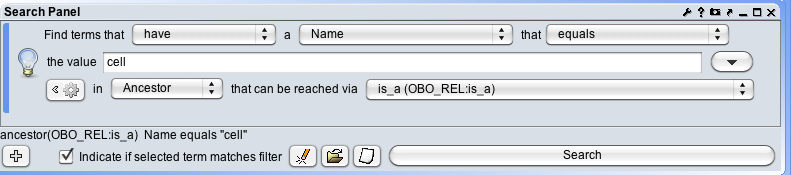 Search Panel
Find terms that have a Name that equals
the value cell
in Ancestor that can be reached via is_a (OBO_REL:is_a)
ancestor(OBO_REL:is_a) Name equals "cell"
Indicate if selected term matches filter Search